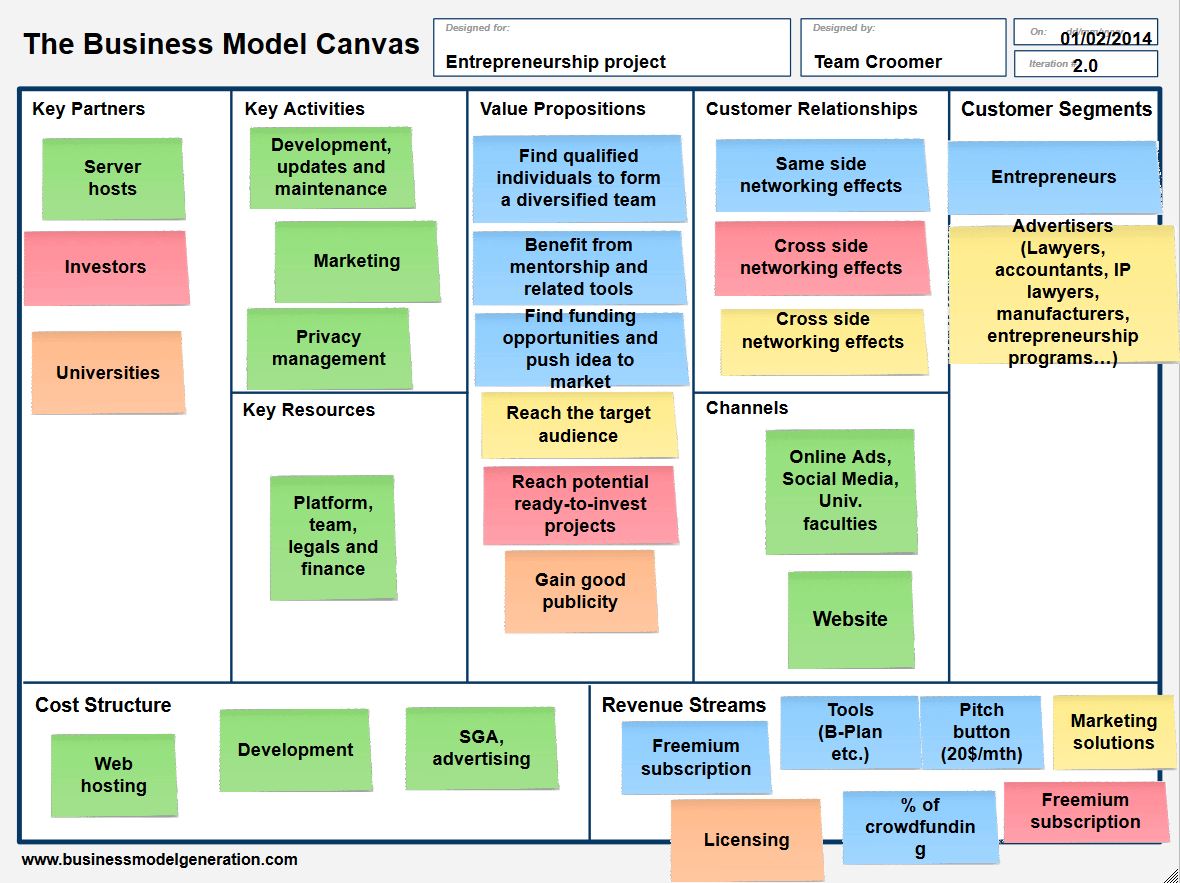 The Business Model Canvas
Designed for:
Entrepreneurship project
Designed by:
Team Croomer
On:
01/02/2014
Iteration #
2.0
Key Partners
Server
hosts
Investors
Universities
Key Activities
Development,
updates and
maintenance
Marketing
Privacy
management
Key Resources
Platform,
team,
legals and
finance
Value Propositions
Find qualified
individuals to form
a diversified team
Benefit from
mentorship and
related tools
Find funding
opportunities and
push idea to
market
Reach the target
audience
Reach potential
ready-to-invest
projects
Gain good
publicity
Customer Relationships
Same side
networking effects
Cross side
networking effects
Cross side
networking effects
Channels
Online Ads,
Social Media,
Univ.
faculties
Website
Customer Segments
Entrepreneurs
Advertisers
(Lawyers,
accountants, IP
lawyers,
manufacturers,
entrepreneurship
programs...)
Cost Structure
Web
hosting
Development
SGA,
advertising
Revenue Streams
Freemium
subscription
Tools
(B-Plan
etc.)
Pitch
button
(20$/mth)
Marketing
solutions
Licensing
% of
crowdfundin
g
Freemium
subscription
www.businessmodelgeneration.com